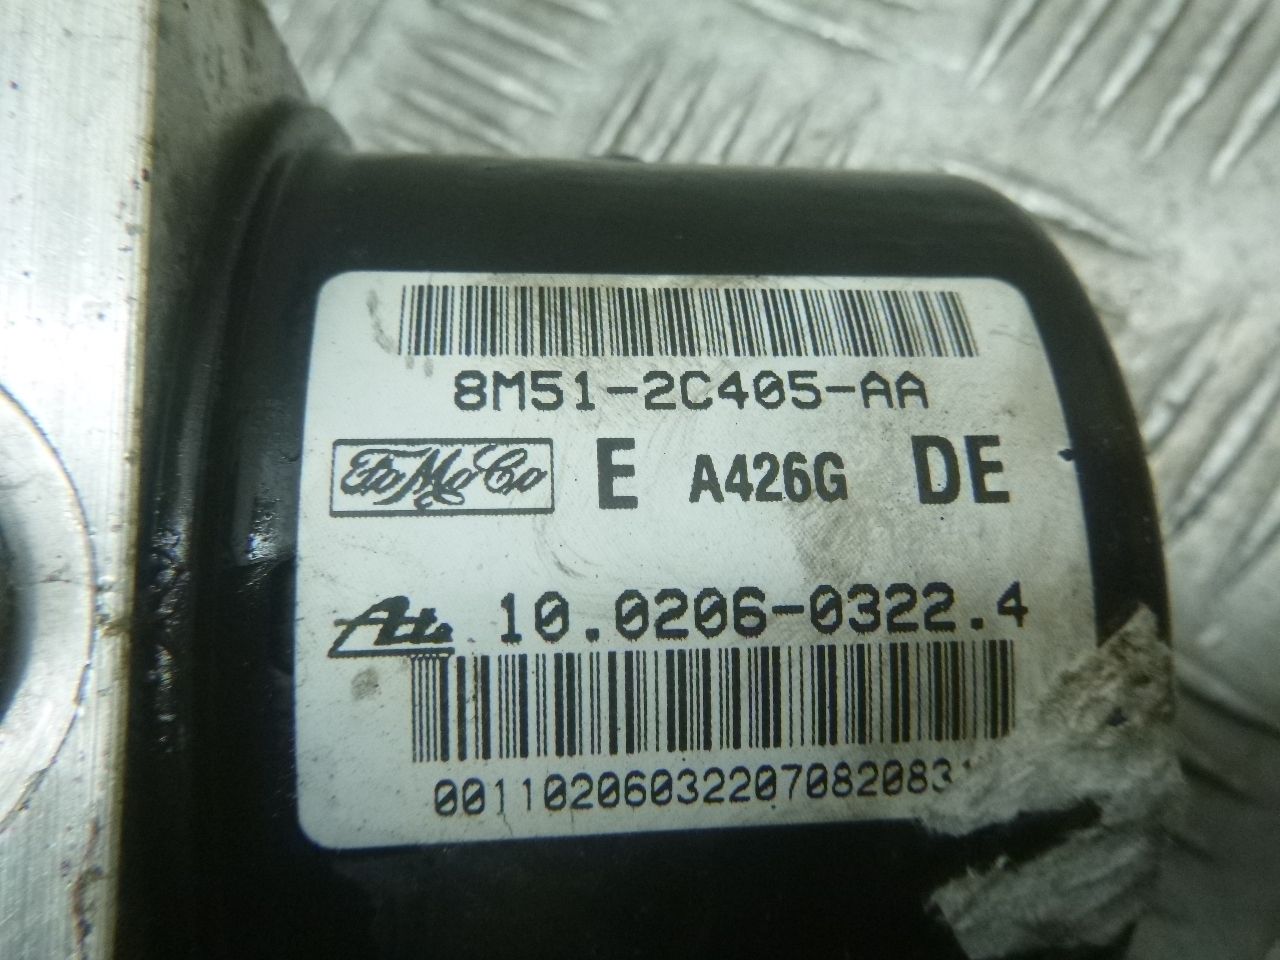 8M51-2C405-AA
FoMoCo E A426G DE
Ate 10.0206-0322.4
00110206032207082083